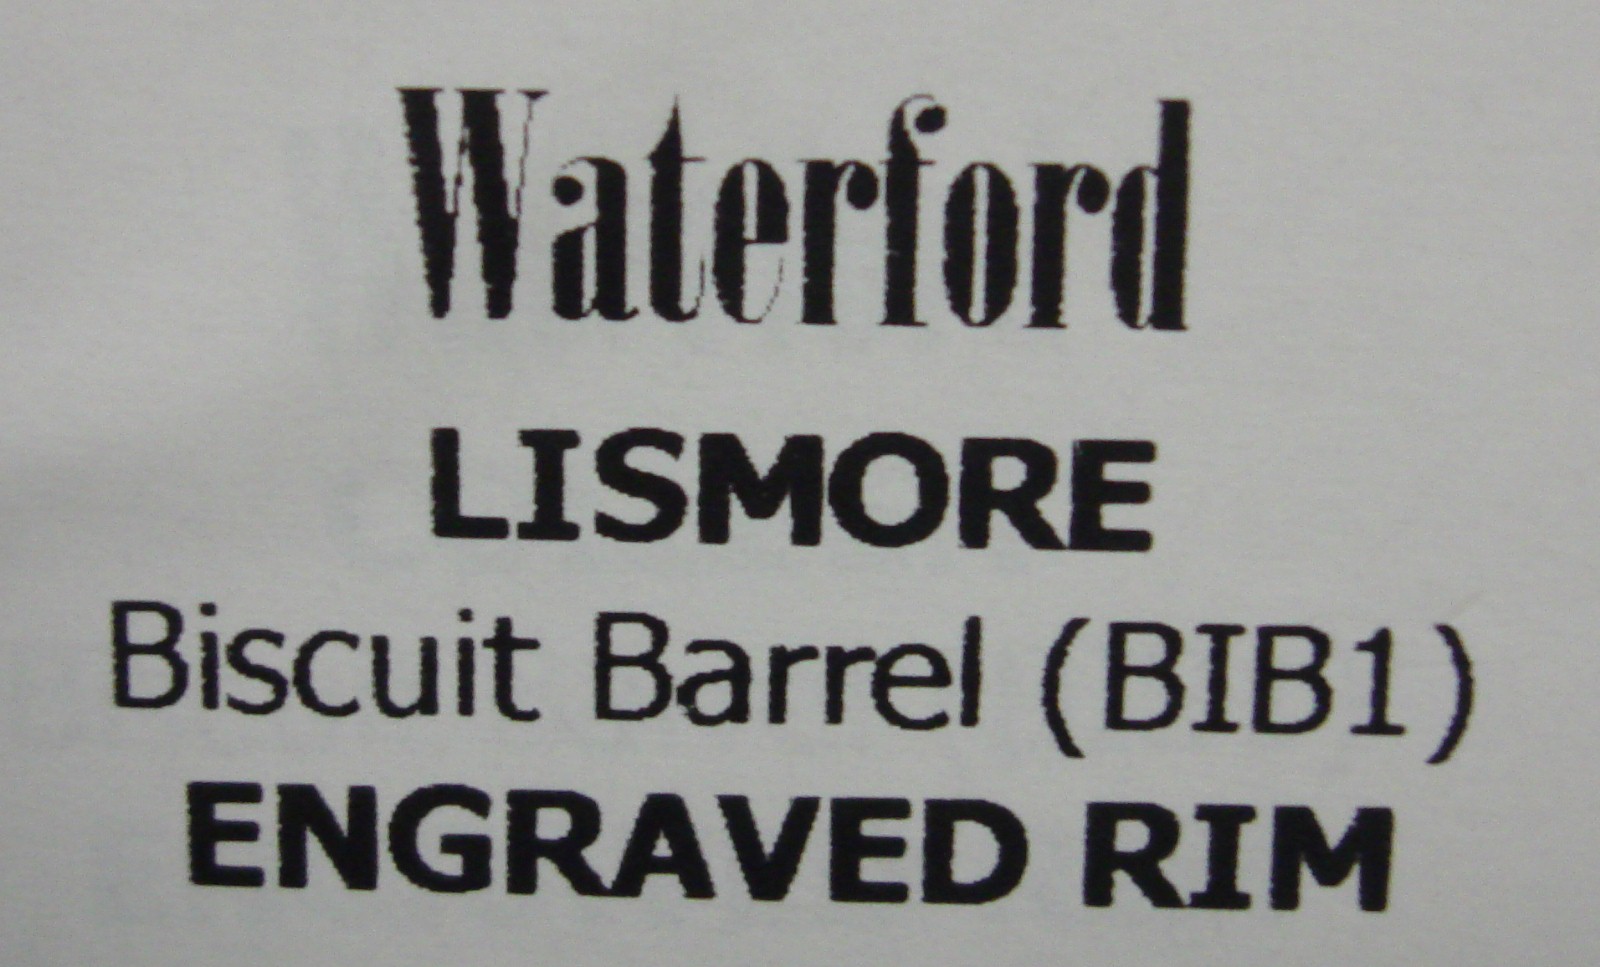 Waterford
LISMORE
Biscuit Barrel (BIB1)
ENGRAVED RIM